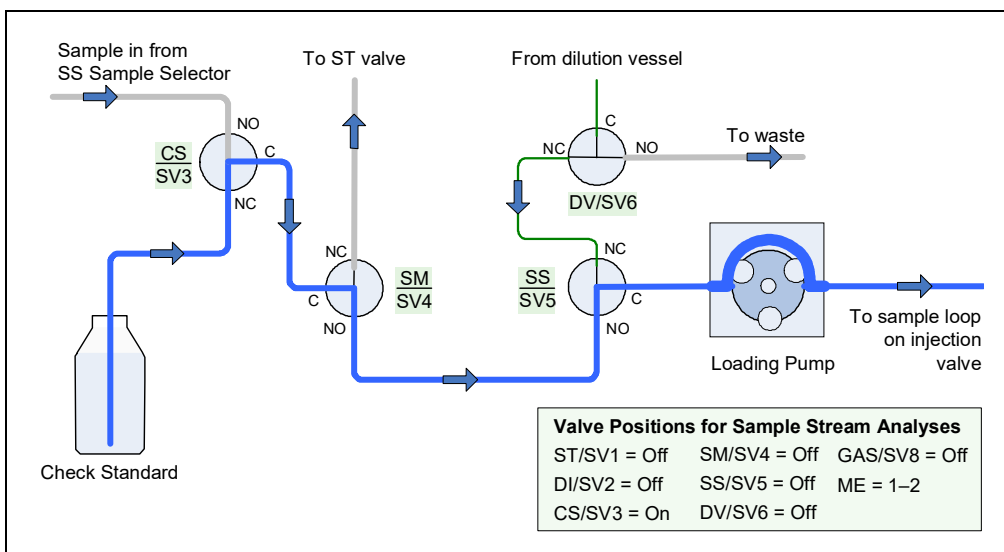 Sample in from
SS Sample Selector
To ST valve
From dilution vessel
NO
CS
SV3
C
NC
C
NC
NO
To waste
DV/SV6
NC
SM
SV4
C
NO
NC
SS
SV5
C
NO
Loading Pump
To sample loop
on injection
valve
Check Standard
Valve Positions for Sample Stream Analyses
ST/SV1 = Off SM/SV4 = Off GAS/SV8 = Off
DI/SV2 = Off SS/SV5 = Off ME = 1–2
CS/SV3 = On DV/SV6 = Off